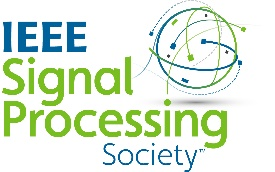 IEEE
Signal
Processing
Society™